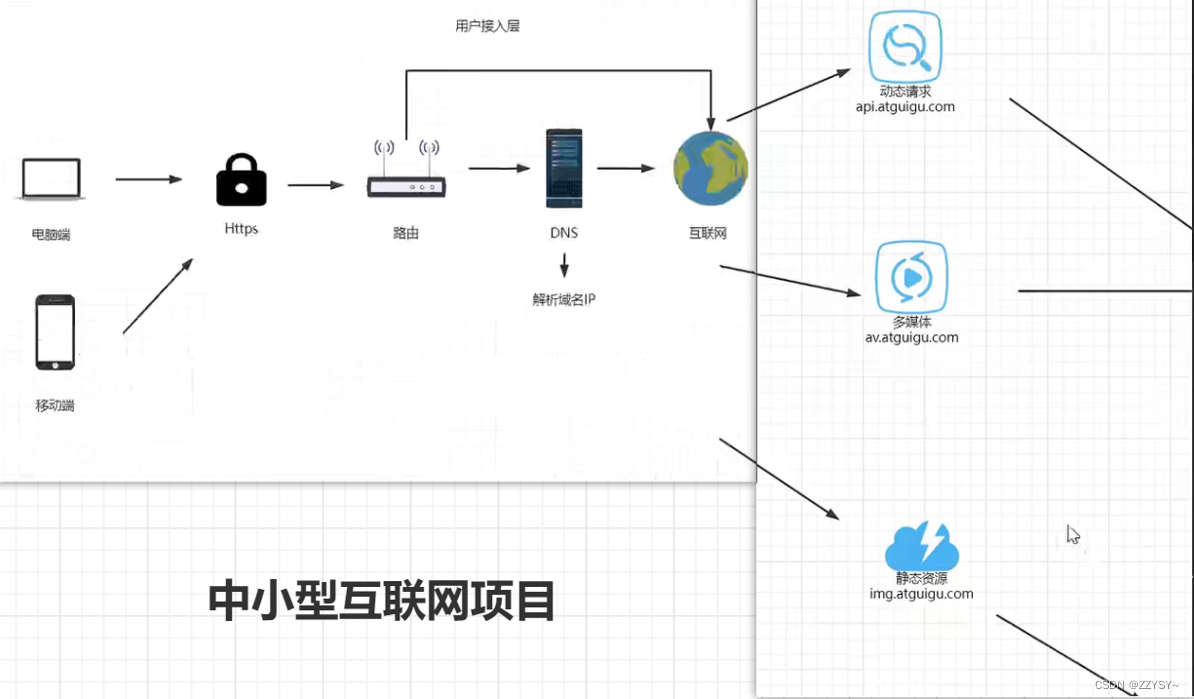 用户接入层
动态请求
api.atguigu.com
电脑端
Https
路由
DNS
互联网
解析域名IP
多媒体
av.atguigu.com
移动端
静态资源
img.atguigu.com
中小型互联网项目
CSDN @ZZYSY~